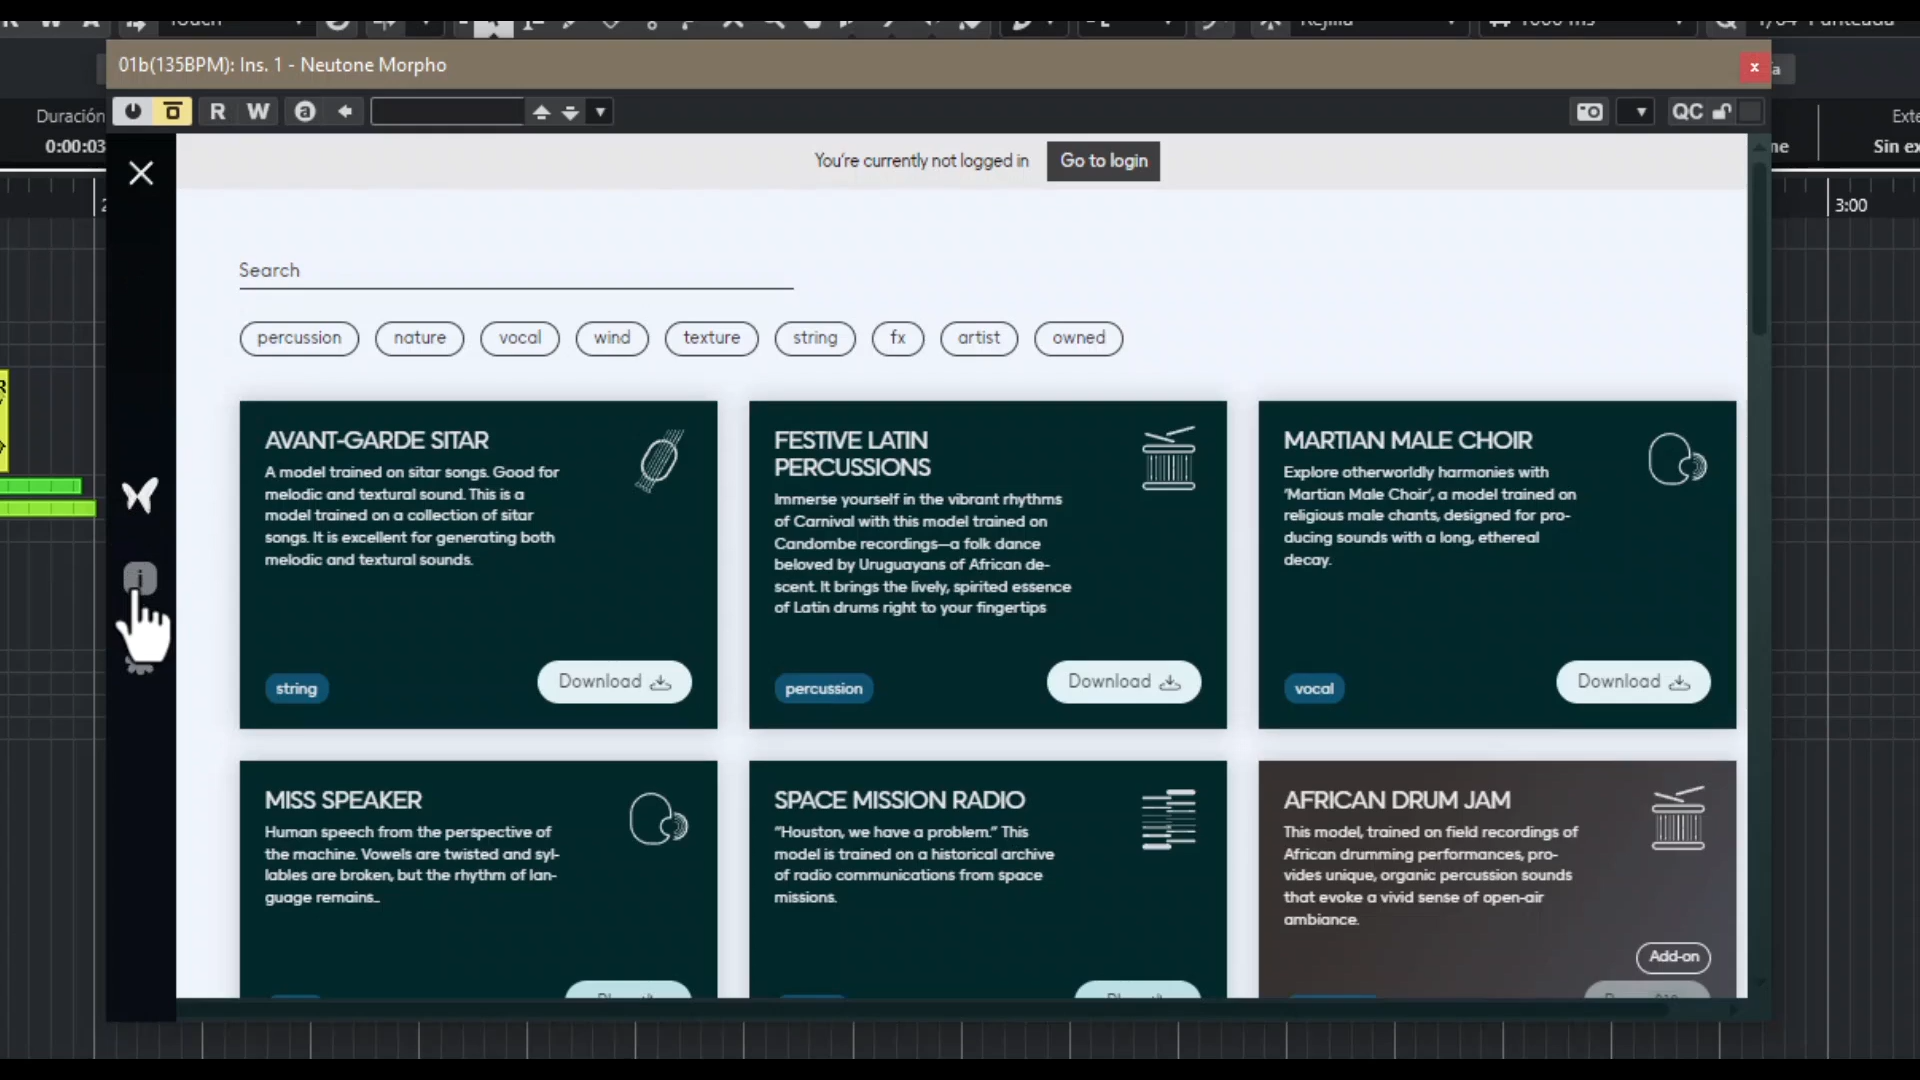 R W A
Touch
Rejilla
1000 ms
1/64 Punteada
01b(135BPM): Ins. 1 - Neutone Morpho
x
a
Duración
0:00:03
R W
a
QC
Exte
Sin ex
ne
You're currently not logged in
Go to login
2
3:00
Search
percussion
nature
vocal
wind
texture
string
fx
artist
owned
AVANT-GARDE SITAR
A model trained on sitar songs. Good for
melodic and textural sound. This is a
model trained on a collection of sitar
songs. It is excellent for generating both
melodic and textural sounds.
string
Download
FESTIVE LATIN
PERCUSSIONS
Immerse yourself in the vibrant rhythms
of Carnival with this model trained on
Candombe recordings—a folk dance
beloved by Uruguayans of African de-
scent. It brings the lively, spirited essence
of Latin drums right to your fingertips
percussion
Download
MARTIAN MALE CHOIR
Explore otherworldly harmonies with
'Martian Male Choir', a model trained on
religious male chants, designed for pro-
ducing sounds with a long, ethereal
decay.
vocal
Download
R
i
MISS SPEAKER
Human speech from the perspective of
the machine. Vowels are twisted and syl-
lables are broken, but the rhythm of lan-
guage remains...
SPACE MISSION RADIO
"Houston, we have a problem." This
model is trained on a historical archive
of radio communications from space
missions.
AFRICAN DRUM JAM
This model, trained on field recordings of
African drumming performances, pro-
vides unique, organic percussion sounds
that evoke a vivid sense of open-air
ambiance.
Add-on